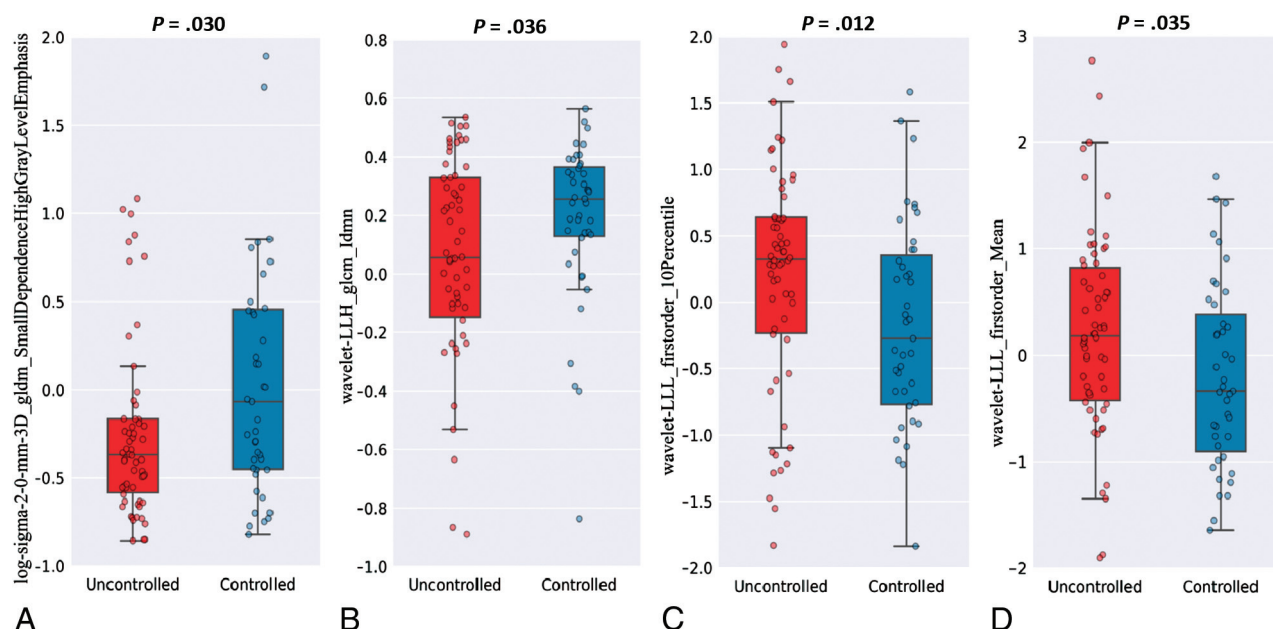 P = .030
log-sigma-2-0-mm-3D_gldm_SmallDependenceHighGrayLevelEmphasis
2.0
1.5
1.0
0.5
0.0
-0.5
-1.0
Uncontrolled
Controlled
A
P = .036
wavelet-LLH_glcm_Idmn
0.8
0.6
0.4
0.2
0.0
−0.2
−0.4
−0.6
−0.8
−1.0
Uncontrolled
Controlled
B
P = .012
wavelet-LLL_firstorder_10Percentile
2.0
1.5
1.0
0.5
0.0
−0.5
−1.0
−1.5
−2.0
Uncontrolled
Controlled
C
P = .035
wavelet-LLL_firstorder_Mean
3
2
1
0
−1
−2
Uncontrolled
Controlled
D